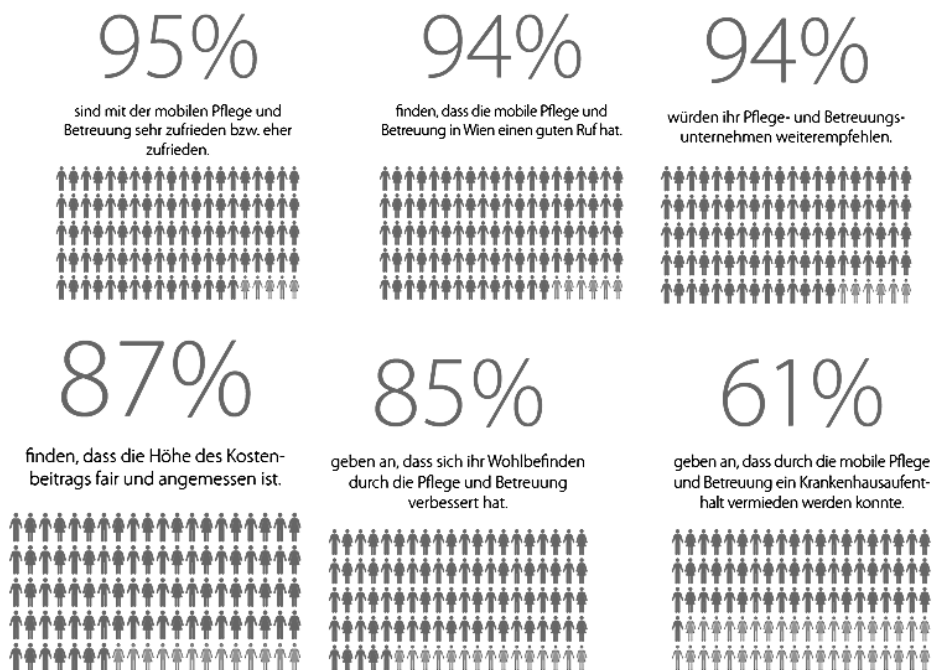 95%
sind mit der mobilen Pflege und
Betreuung sehr zufrieden bzw. eher
zufrieden.
94%
finden, dass die mobile Pflege und
Betreuung in Wien einen guten Ruf hat.
94%
würden ihr Pflege- und Betreuungs-
unternehmen weiterempfehlen.
87%
finden, dass die Höhe des Kosten-
beitrags fair und angemessen ist.
85%
geben an, dass sich ihr Wohlbefinden
durch die Pflege und Betreuung
verbessert hat.
61%
geben an, dass durch die mobile Pflege
und Betreuung ein Krankenhausaufent-
halt vermieden werden konnte.